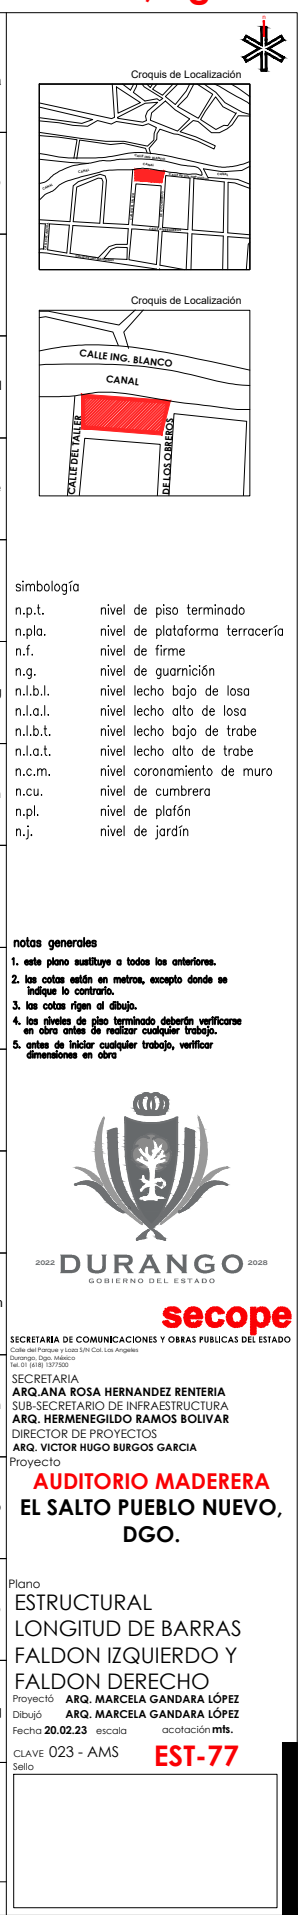 Croquis de Localización
CALLE ING. BLANCO
CANAL
CANAL
CANAL
CANAL
Croquis de Localización
CALLE ING. BLANCO
CANAL
CALLE DEL TALLER
DE LOS OBREROS
simbología
n.p.t. nivel de piso terminado
n.pla. nivel de plataforma terracería
n.f. nivel de firme
n.g. nivel de guarnición
n.l.b.l. nivel lecho bajo de losa
n.l.a.l. nivel lecho alto de losa
n.l.b.t. nivel lecho bajo de trabe
n.l.a.t. nivel lecho alto de trabe
n.c.m. nivel coronamiento de muro
n.cu. nivel de cumbrera
n.pl. nivel de plafón
n.j. nivel de jardín
notas generales
1. este plano sustituye a todos los anteriores.
2. las cotas están en metros, excepto donde se
indique lo contrario.
3. las cotas rigen al dibujo.
4. los niveles de piso terminado deberán verificarse
en obra antes de realizar cualquier trabajo.
5. antes de iniciar cualquier trabajo, verificar
dimensiones en obra
2022 DURANGO 2028
GOBIERNO DEL ESTADO
secope
SECRETARIA DE COMUNICACIONES Y OBRAS PUBLICAS DEL ESTADO
Calle del Parque y Loza S/N Col. Los Angeles
Durango, Dgo. México
Tel. 01 (618) 1377500
SECRETARIA
ARQ.ANA ROSA HERNANDEZ RENTERIA
SUB-SECRETARIO DE INFRAESTRUCTURA
ARQ. HERMENEGILDO RAMOS BOLIVAR
DIRECTOR DE PROYECTOS
ARQ. VICTOR HUGO BURGOS GARCIA
Proyecto
AUDITORIO MADERERA
EL SALTO PUEBLO NUEVO,
DGO.
Plano
ESTRUCTURAL
LONGITUD DE BARRAS
FALDON IZQUIERDO Y
FALDON DERECHO
Proyectó ARQ. MARCELA GANDARA LÓPEZ
Dibujó ARQ. MARCELA GANDARA LÓPEZ
Fecha 20.02.23 escala acotación mts.
CLAVE 023 - AMS EST-77
Sello